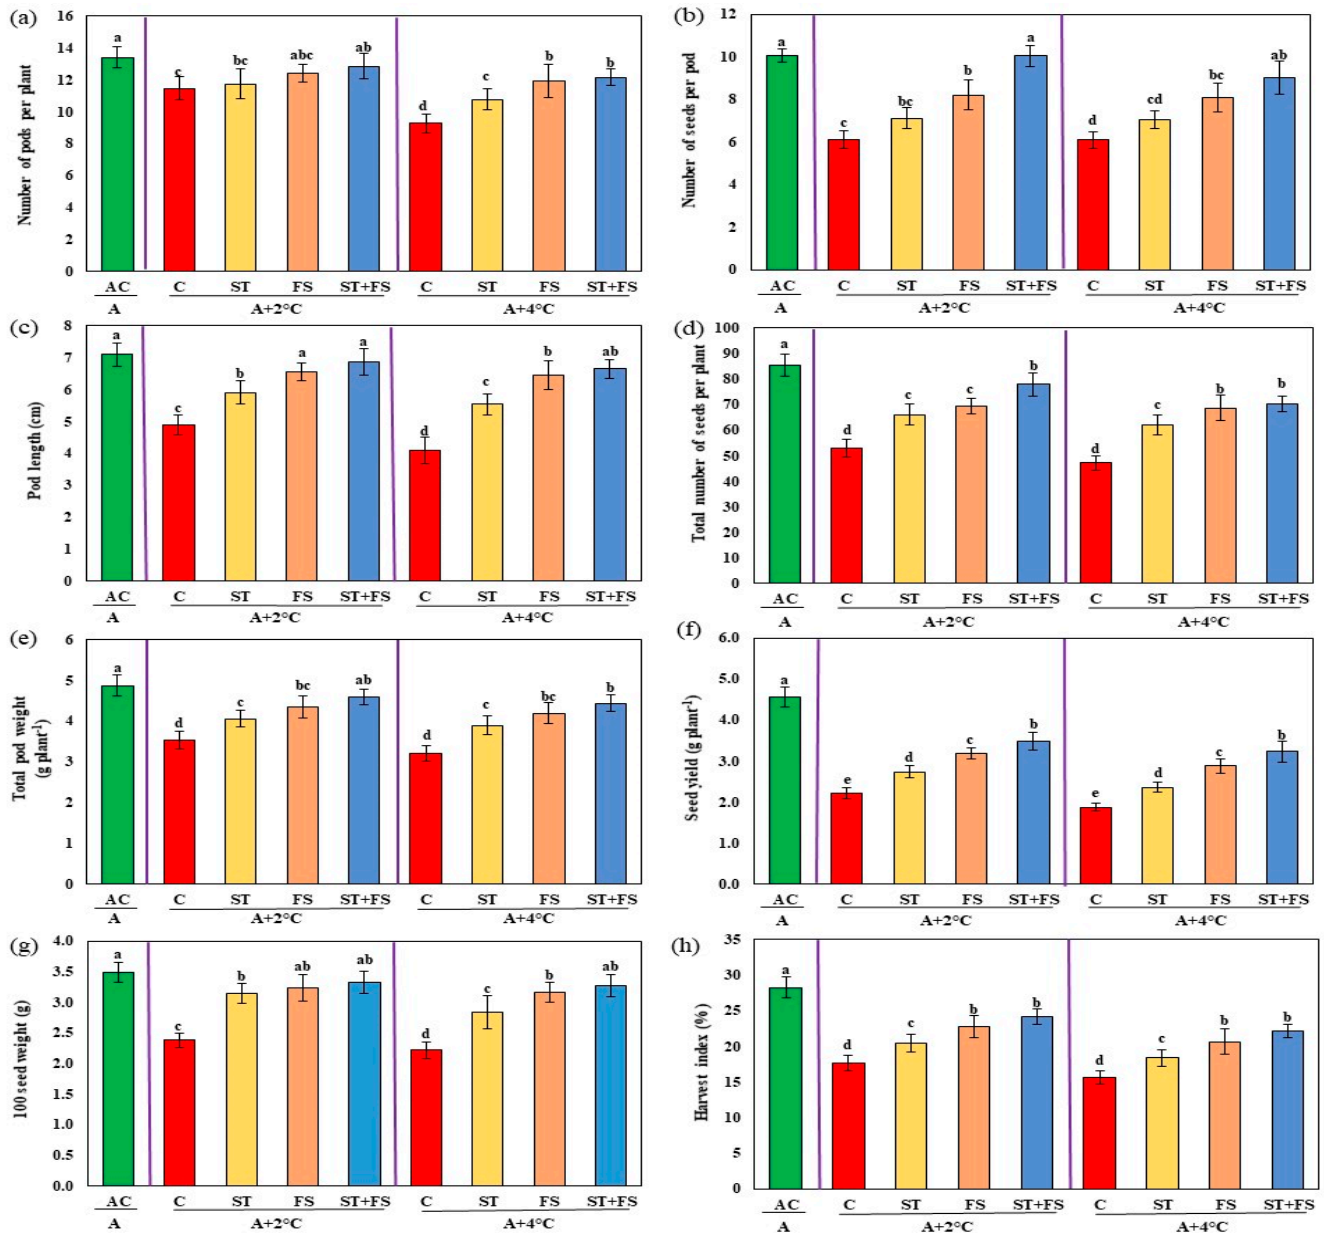 (a)
Number of pods per plant
16
14
12
10
8
6
4
2
0
a
c
bc
abc
ab
d
c
b
b
AC
C
ST
FS
ST+FS
C
ST
FS
ST+FS
A
A+2°C
A+4°C
(b)
Number of seeds per pod
12
10
8
6
4
2
0
a
c
bc
b
a
d
cd
bc
ab
AC
C
ST
FS
ST+FS
C
ST
FS
ST+FS
A
A+2°C
A+4°C
(c)
Pod length (cm)
8
7
6
5
4
3
2
1
0
a
c
b
a
a
d
c
b
ab
AC
C
ST
FS
ST+FS
C
ST
FS
ST+FS
A
A+2°C
A+4°C
(d)
Total number of seeds per plant
100
90
80
70
60
50
40
30
20
10
0
a
d
c
c
b
d
c
b
b
AC
C
ST
FS
ST+FS
C
ST
FS
ST+FS
A
A+2°C
A+4°C
(e)
Total pod weight
(g plant-1)
6
5
4
3
2
1
0
a
d
c
bc
ab
d
c
bc
b
AC
C
ST
FS
ST+FS
C
ST
FS
ST+FS
A
A+2°C
A+4°C
(f)
Seed yield (g plant-1)
6.0
5.0
4.0
3.0
2.0
1.0
0.0
a
e
d
c
b
e
d
c
b
AC
C
ST
FS
ST+FS
C
ST
FS
ST+FS
A
A+2°C
A+4°C
(g)
100 seed weight (g)
4.0
3.5
3.0
2.5
2.0
1.5
1.0
0.5
0.0
a
c
b
ab
ab
d
c
b
ab
AC
C
ST
FS
ST+FS
C
ST
FS
ST+FS
A
A+2°C
A+4°C
(h)
Harvest index (%)
35
30
25
20
15
10
5
0
a
d
c
b
b
d
c
b
b
AC
C
ST
FS
ST+FS
C
ST
FS
ST+FS
A
A+2°C
A+4°C